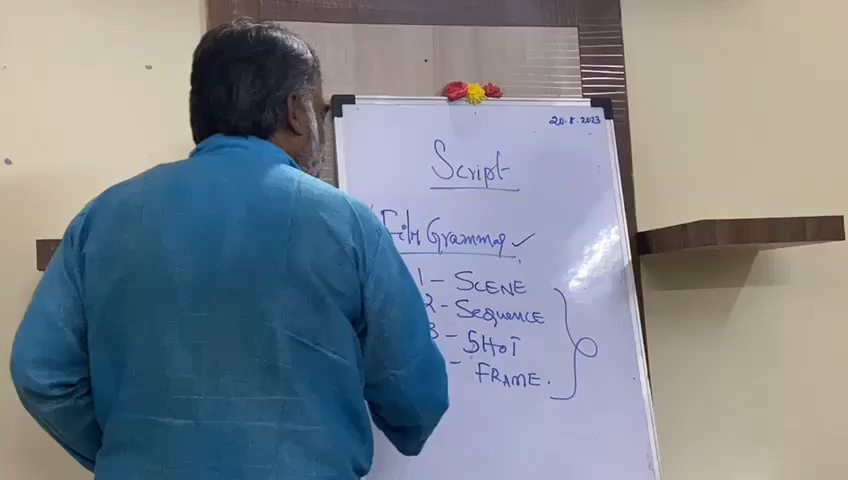 20.8.2023
Script
Film Grammar ✓
1 - SCENE
2 - Sequence
3 - SHOT
- FRAME.